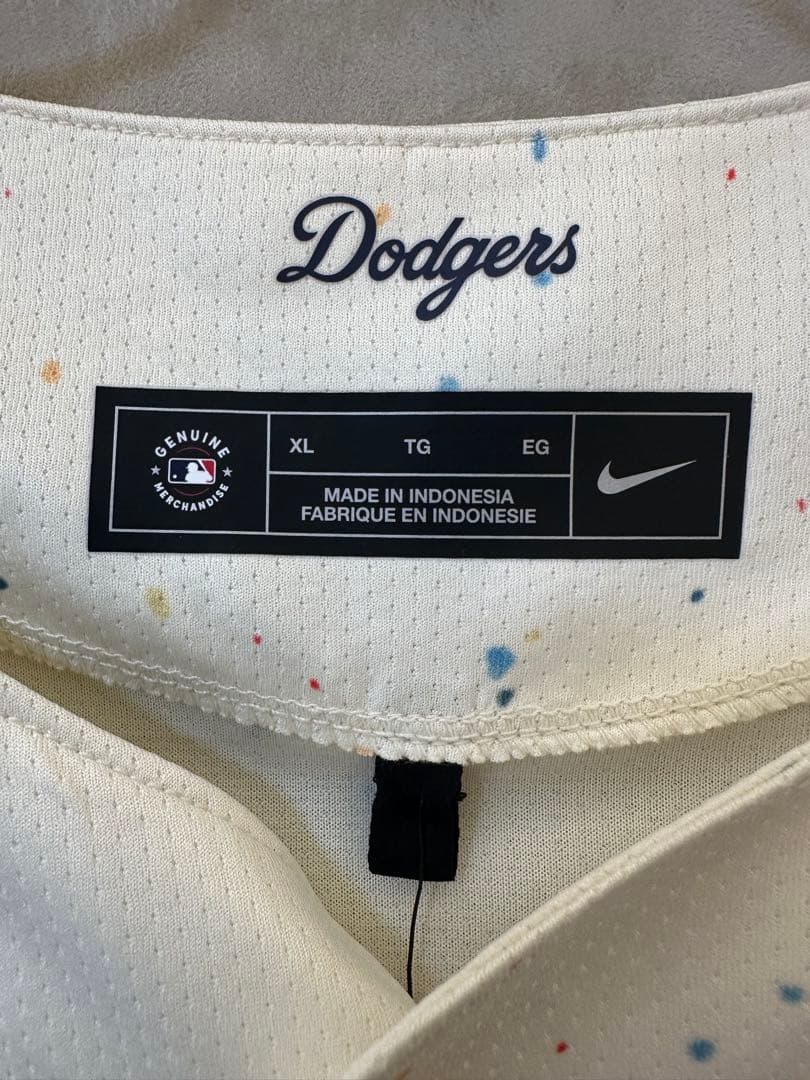 Dodgers
GENUINE
MERCHANDISE
XL TG EG
MADE IN INDONESIA
FABRIQUE EN INDONESIE